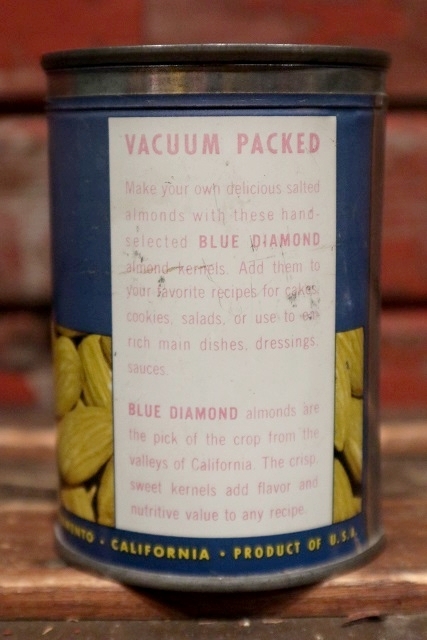 VACUUM PACKED
Make your own delicious salted
almonds with these hand-
selected BLUE DIAMOND
almond kernels. Add them to
your favorite recipes for cakes,
cookies, salads, or use to en-
rich main dishes, dressings,
sauces.
BLUE DIAMOND almonds are
the pick of the crop from the
valleys of California. The crisp,
sweet kernels add flavor and
nutritive value to any recipe.
MENTO • CALIFORNIA • PRODUCT OF U.S.A.